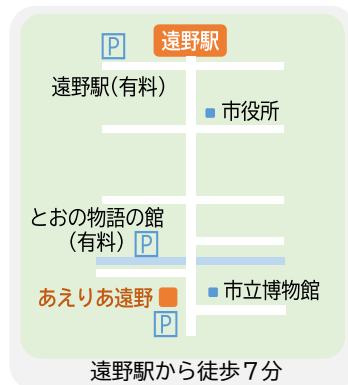 P
遠野駅
遠野駅(有料)
市役所
とおの物語の館
(有料) P
あえりあ遠野
市立博物館
P
遠野駅から徒歩7分